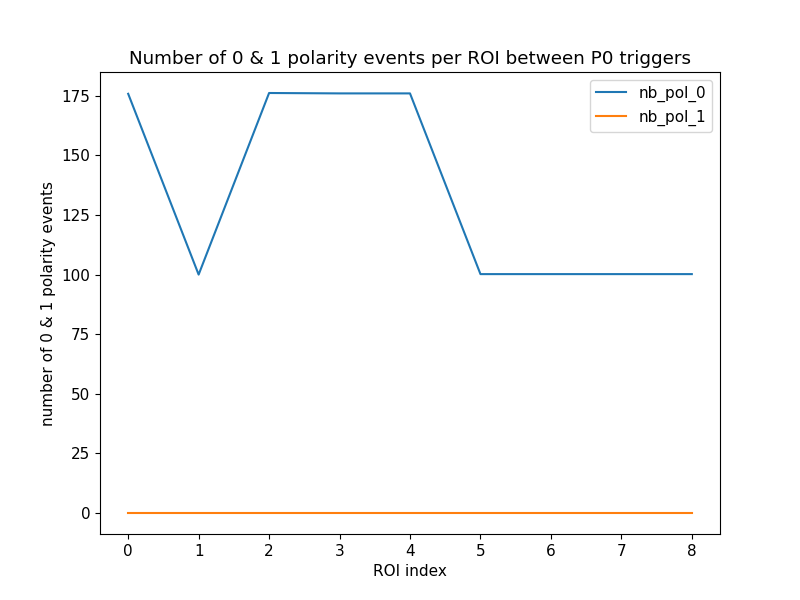 Number of 0 & 1 polarity events per ROI between P0 triggers
nb_pol_0
nb_pol_1
number of 0 & 1 polarity events
175
150
125
100
75
50
25
0
0 1 2 3 4 5 6 7 8
ROI index